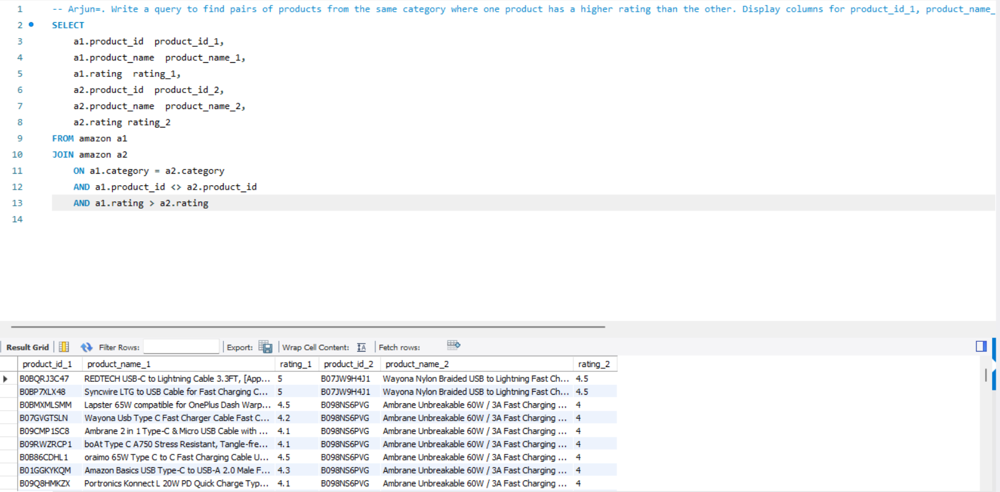 1 -- Arjun=. Write a query to find pairs of products from the same category where one product has a higher rating than the other. Display columns for product_id_1, product_name_
2 SELECT
3 a1.product_id  product_id_1,
4 a1.product_name  product_name_1,
5 a1.rating  rating_1,
6 a2.product_id  product_id_2,
7 a2.product_name  product_name_2,
8 a2.rating rating_2
9 FROM amazon a1
10 JOIN amazon a2
11 ON a1.category = a2.category
12 AND a1.product_id <> a2.product_id
13 AND a1.rating > a2.rating
14
Result Grid Filter Rows: Export: Wrap Cell Content: IA Fetch rows:
product_id_1 product_name_1 rating_1 product_id_2 product_name_2 rating_2
B0BQRJ3C47 REDTECH USB-C to Lightning Cable 3.3FT, [App... 5 B07JW9H4J1 Wayona Nylon Braided USB to Lightning Fast Ch... 4.5
B0BP7XLX48 Syncwire LTG to USB Cable for Fast Charging C... 5 B07JW9H4J1 Wayona Nylon Braided USB to Lightning Fast Ch... 4.5
B0BMXMLSMM Lapster 65W compatible for OnePlus Dash Warp... 4.5 B098NS6PVG Ambrane Unbreakable 60W / 3A Fast Charging ... 4
B07GVGTSLN Wayona Usb Type C Fast Charger Cable Fast C... 4.2 B098NS6PVG Ambrane Unbreakable 60W / 3A Fast Charging ... 4
B09CMP1SC8 Ambrane 2 in 1 Type-C & Micro USB Cable with ... 4.1 B098NS6PVG Ambrane Unbreakable 60W / 3A Fast Charging ... 4
B09RWZRCP1 boAt Type C A750 Stress Resistant, Tangle-fre... 4.1 B098NS6PVG Ambrane Unbreakable 60W / 3A Fast Charging ... 4
B0B86CDHL1 oraimo 65W Type C to C Fast Charging Cable U... 4.5 B098NS6PVG Ambrane Unbreakable 60W / 3A Fast Charging ... 4
B01GGKYKQM Amazon Basics USB Type-C to USB-A 2.0 Male F... 4.3 B098NS6PVG Ambrane Unbreakable 60W / 3A Fast Charging ... 4
B09Q8HMKZX Portronics Konnect L 20W PD Quick Charge Typ... 4.1 B098NS6PVG Ambrane Unbreakable 60W / 3A Fast Charging ... 4